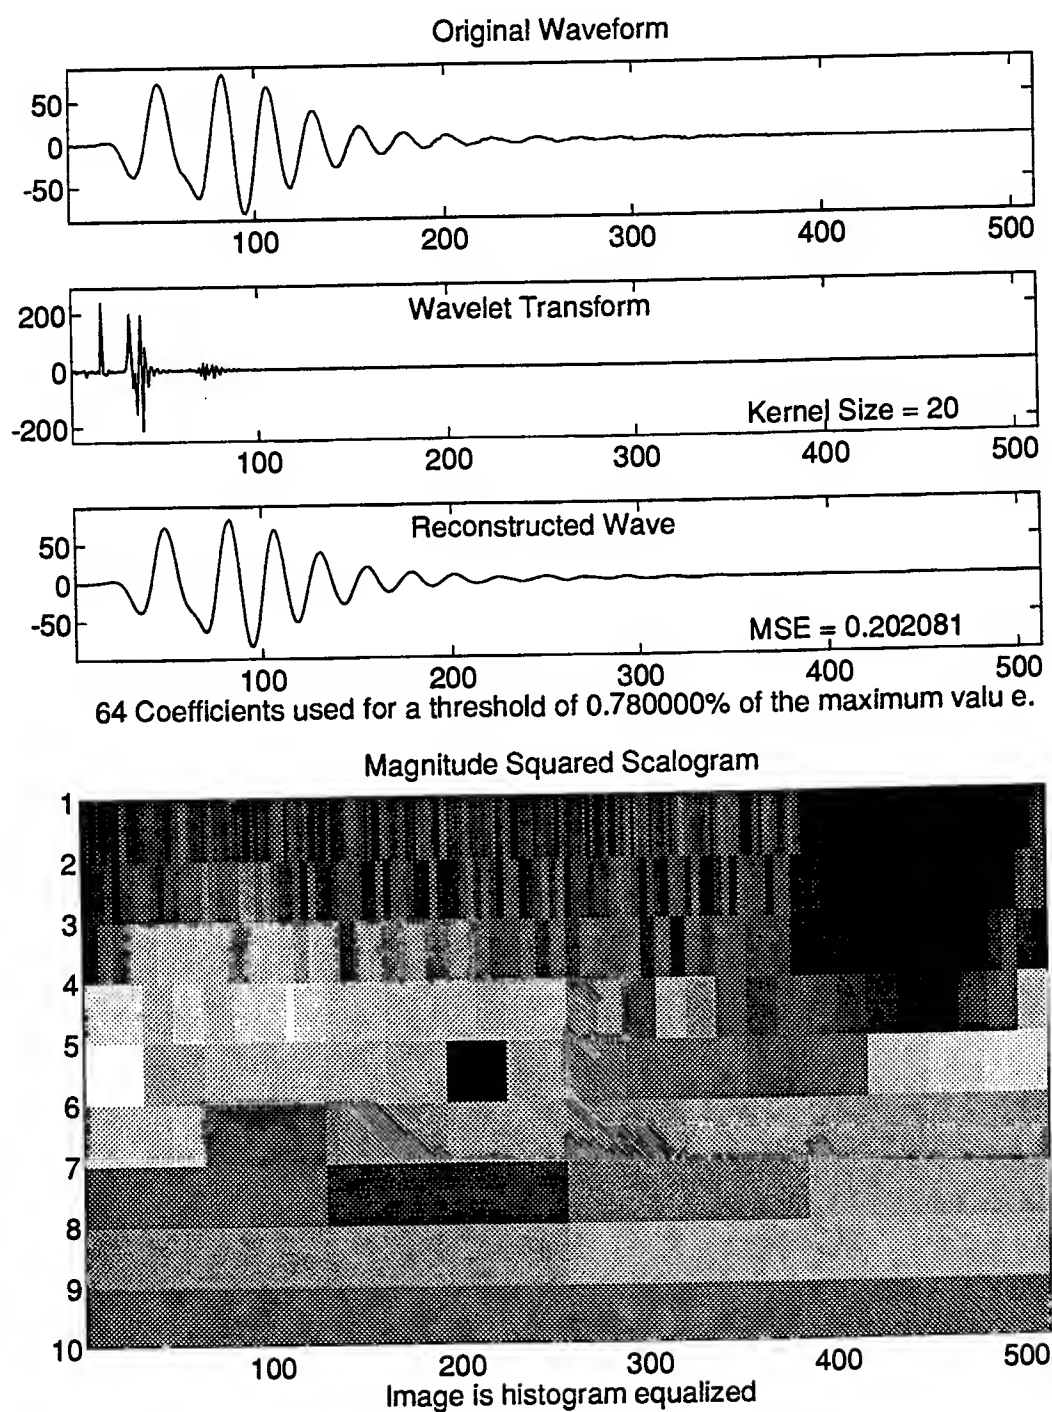 Original Waveform
50
0
-50
100 200 300 400 500
Wavelet Transform
200
0
-200
Kernel Size = 20
100 200 300 400 500
Reconstructed Wave
50
0
-50
MSE = 0.202081
100 200 300 400 500
64 Coefficients used for a threshold of 0.780000% of the maximum valu e.
Magnitude Squared Scalogram
1
2
3
4
5
6
7
8
9
10
100 200 300 400 500
Image is histogram equalized